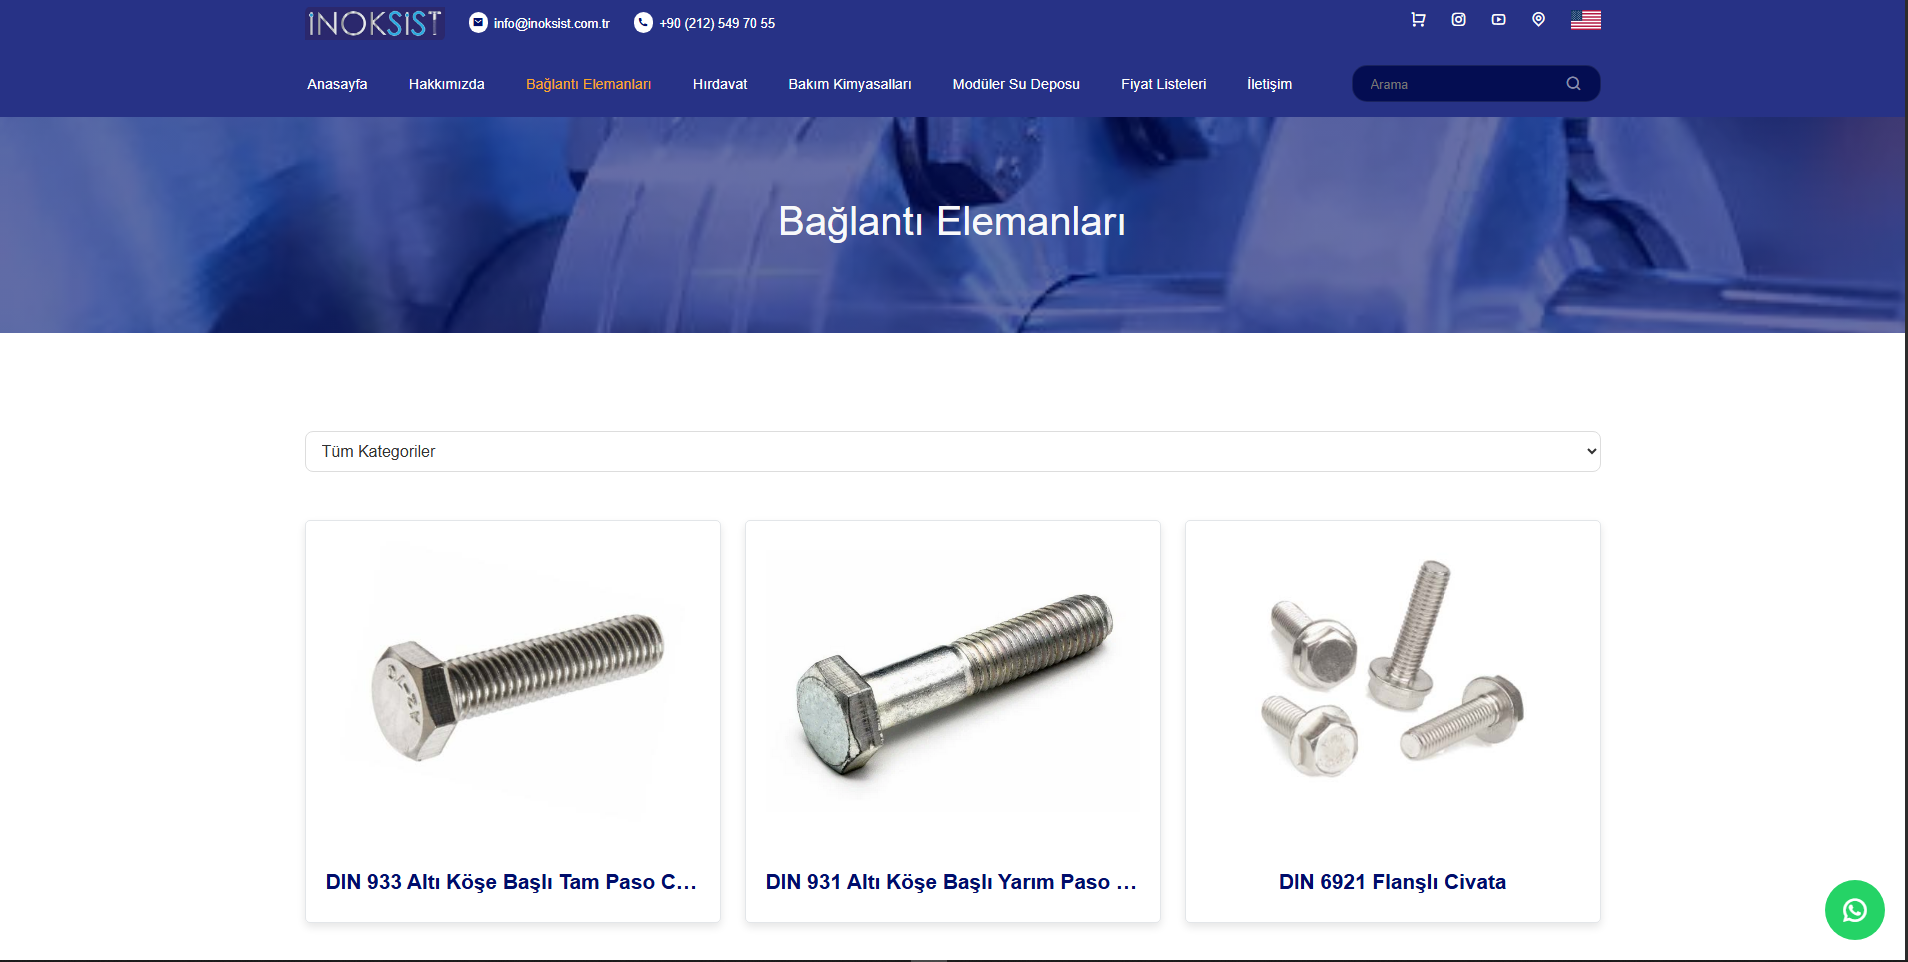 INOKSIST
info@inoksist.com.tr
+90 (212) 549 70 55
Anasayfa
Hakkımızda
Bağlantı Elemanları
Hırdavat
Bakım Kimyasalları
Modüler Su Deposu
Fiyat Listeleri
İletişim
Arama
Bağlantı Elemanları
Tüm Kategoriler
DIN 933 Altı Köşe Başlı Tam Paso C...
DIN 931 Altı Köşe Başlı Yarım Paso ...
DIN 6921 Flanşlı Civata